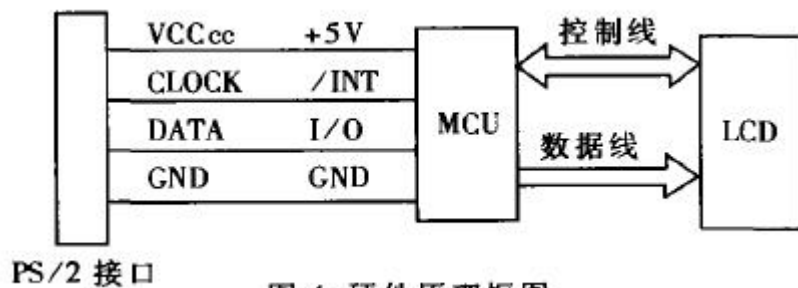 VCCcc +5V
CLOCK /INT
DATA I/O
GND GND
MCU
控制线
数据线
LCD
PS/2 接口